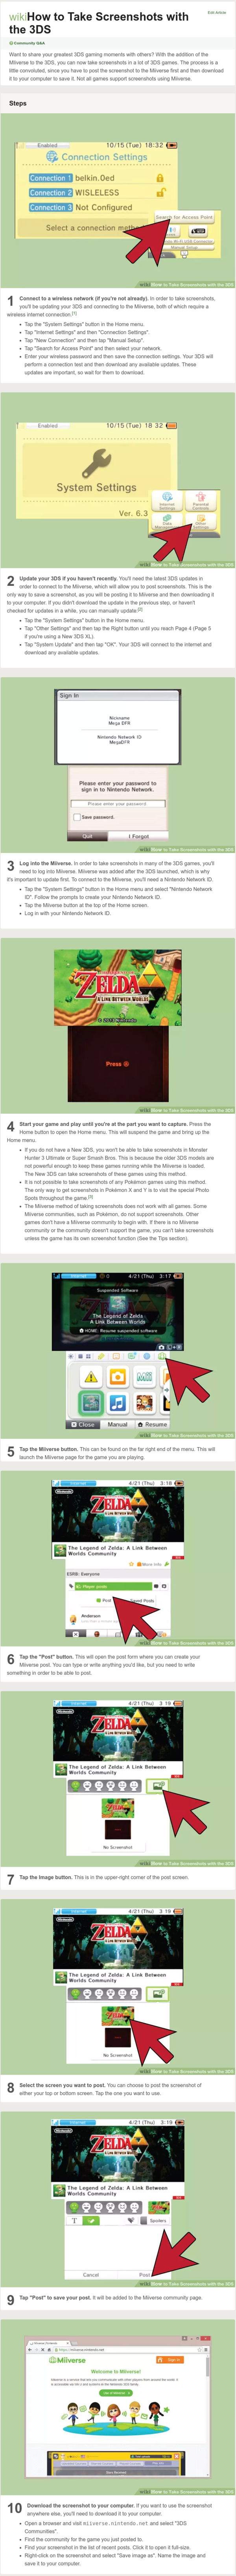 wikiHow to Take Screenshots with
the 3DS
Edit Article
Community Q&A
Want to share your greatest 3DS gaming moments with others? With the addition of the
Miiverse to the 3DS, you can now take screenshots in a lot of 3DS games. The process is a
little convoluted, since you have to post the screenshot to the Miiverse first and then download
it to your computer to save it. Not all games support screenshots using Miiverse.
Steps
Enabled 10/15 (Tue) 18:32
Connection Settings
Connection 1 belkin.0ed
Connection 2 WISLELESS
Connection 3 Not Configured
Select a connection
Search for Access Point
Manual Setup
wikiHow to Take Screenshots with the 3DS
1 Connect to a wireless network (if you're not already). In order to take screenshots,
you'll be updating your 3DS and connecting to the Miiverse, both of which require a
wireless internet connection.[1]
• Tap the "System Settings" button in the Home menu.
• Tap "Internet Settings" and then "Connection Settings".
• Tap "New Connection" and then tap "Manual Setup".
• Tap "Search for Access Point" and then select your network.
• Enter your wireless password and then save the connection settings. Your 3DS will
perform a connection test and then download any available updates. These
updates are important, so wait for them to download.
Enabled 10/15 (Tue) 18 32
System Settings
Ver. 6.3
Internet
Settings
Parental
Controls
Data
Other
Settings
wikiHow to Take Screenshots with the 3DS
2 Update your 3DS if you haven't recently. You'll need the latest 3DS updates in
order to connect to the Miiverse, which will allow you to post screenshots. This is the
only way to save a screenshot, as you will be posting it to Miiverse and then downloading it
to your computer. If you didn't download the update in the previous step, or haven't
checked for updates in a while, you can manually update:[2]
• Tap the "System Settings" button in the Home menu.
• Tap "Other Settings" and then tap the Right button until you reach Page 4 (Page 5
if you're using a New 3DS XL).
• Tap "System Update" and then tap "OK". Your 3DS will connect to the internet and
download any available updates.
Sign In
Nickname
Mega DFR
Nintendo Network ID
MegaDFR
Please enter your password to
sign in to Nintendo Network.
Please enter your password.
Save password.
Quit I Forgot
wikiHow to Take Screenshots with the 3DS
3 Log into the Miiverse. In order to take screenshots in many of the 3DS games, you'll
need to log into Miiverse. Miiverse was added after the 3DS launched, which is why
it's important to update first. To connect to the Miiverse, you'll need a Nintendo Network ID.
• Tap the "System Settings" button in the Home menu and select "Nintendo Network
ID". Follow the prompts to create your Nintendo Network ID.
• Tap the Miiverse button at the top of the Home screen.
• Log in with your Nintendo Network ID.
ZELDA
A LINK BETWEEN WORLDS
© 2013 Nintendo
Press
wikiHow to Take Screenshots with the 3DS
4 Start your game and play until you're at the part you want to capture. Press the
Home button to open the Home menu. This will suspend the game and bring up the
Home menu.
• If you do not have a New 3DS, you won't be able to take screenshots in Monster
Hunter 3 Ultimate or Super Smash Bros. This is because the older 3DS models are
not powerful enough to keep these games running while the Miiverse is loaded.
The New 3DS can take screenshots of these games using this method.
• It is not possible to take screenshots of any Pokémon games using this method.
The only way to get screenshots in Pokémon X and Y is to visit the special Photo
Spots throughout the game.[3]
• The Miiverse method of taking screenshots does not work with all games. Some
Miiverse communities, such as Pokémon, do not support screenshots. Other
games don't have a Miiverse community to begin with. If there is no Miiverse
community or the community doesn't support the game, you can't take screenshots
unless the game has its own screenshot function (See the Tips section).
Internet 0 4/21 (Thu) 3:17
Suspended Software
The Legend of Zelda
A Link Between Worlds
HOME: Resume suspended software
Mii
Close Manual Resume
wikiHow to Take Screenshots with the 3DS
5 Tap the Miiverse button. This can be found on the far right end of the menu. This will
launch the Miiverse page for the game you are playing.
Internet 4/21 (Thu) 3:18
Nintendo
ZELDA
The Legend of Zelda: A Link Between
Worlds Community
More Info
ESRB: Everyone
Post
Anderson
wikiHow to Take Screenshots with the 3DS
6 Tap the "Post" button. This will open the post form where you can create your
Miiverse post. You can type or write anything you'd like, but you need to write
something in order to be able to post.
Internet 4/21 (Thu) 3 19
Nintendo
ZELDA
The Legend of Zelda: A Link Between
Worlds Community
No Screenshot
wikiHow to Take Screenshots with the 3DS
7 Tap the Image button. This is in the upper-right corner of the post screen.
Internet 4/21 (Thu) 3 19
Nintendo
ZELDA
The Legend of Zelda: A Link Between
Worlds Community
No Screenshot
wikiHow to Take Screenshots with the 3DS
8 Select the screen you want to post. You can choose to post the screenshot of
either your top or bottom screen. Tap the one you want to use.
Internet 4/21 (Thu) 3:19
Nintendo
ZELDA
The Legend of Zelda: A Link Between
Worlds Community
T Spoilers
Cancel Post
wikiHow to Take Screenshots with the 3DS
9 Tap "Post" to save your post. It will be added to the Miiverse community page.
Miiverse
Sign in
Welcome to Miiverse!
wikiHow to Take Screenshots with the 3DS
10 Download the screenshot to your computer. If you want to use the screenshot
anywhere else, you'll need to download it to your computer.
• Open a browser and visit miiverse.nintendo.net and select "3DS
Communities".
• Find the community for the game you just posted to.
• Find your screenshot in the list of recent posts. Click it to open it full-size.
• Right-click on the screenshot and select "Save image as". Name the image and
save it to your computer.